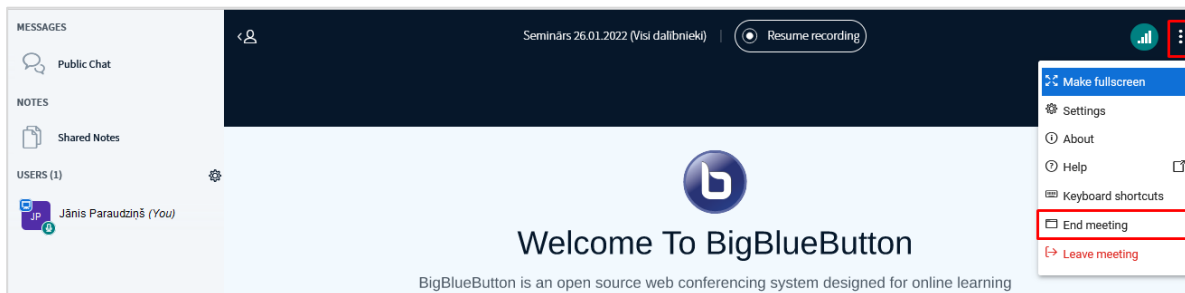 MESSAGES
Public Chat
NOTES
Shared Notes
USERS (1)
JP
Jānis Paraudziņš (You)
Seminārs 26.01.2022 (Visi dalībnieki) | Resume recording
Make fullscreen
Settings
About
Help
Keyboard shortcuts
End meeting
Leave meeting
b
Welcome To BigBlueButton
BigBlueButton is an open source web conferencing system designed for online learning